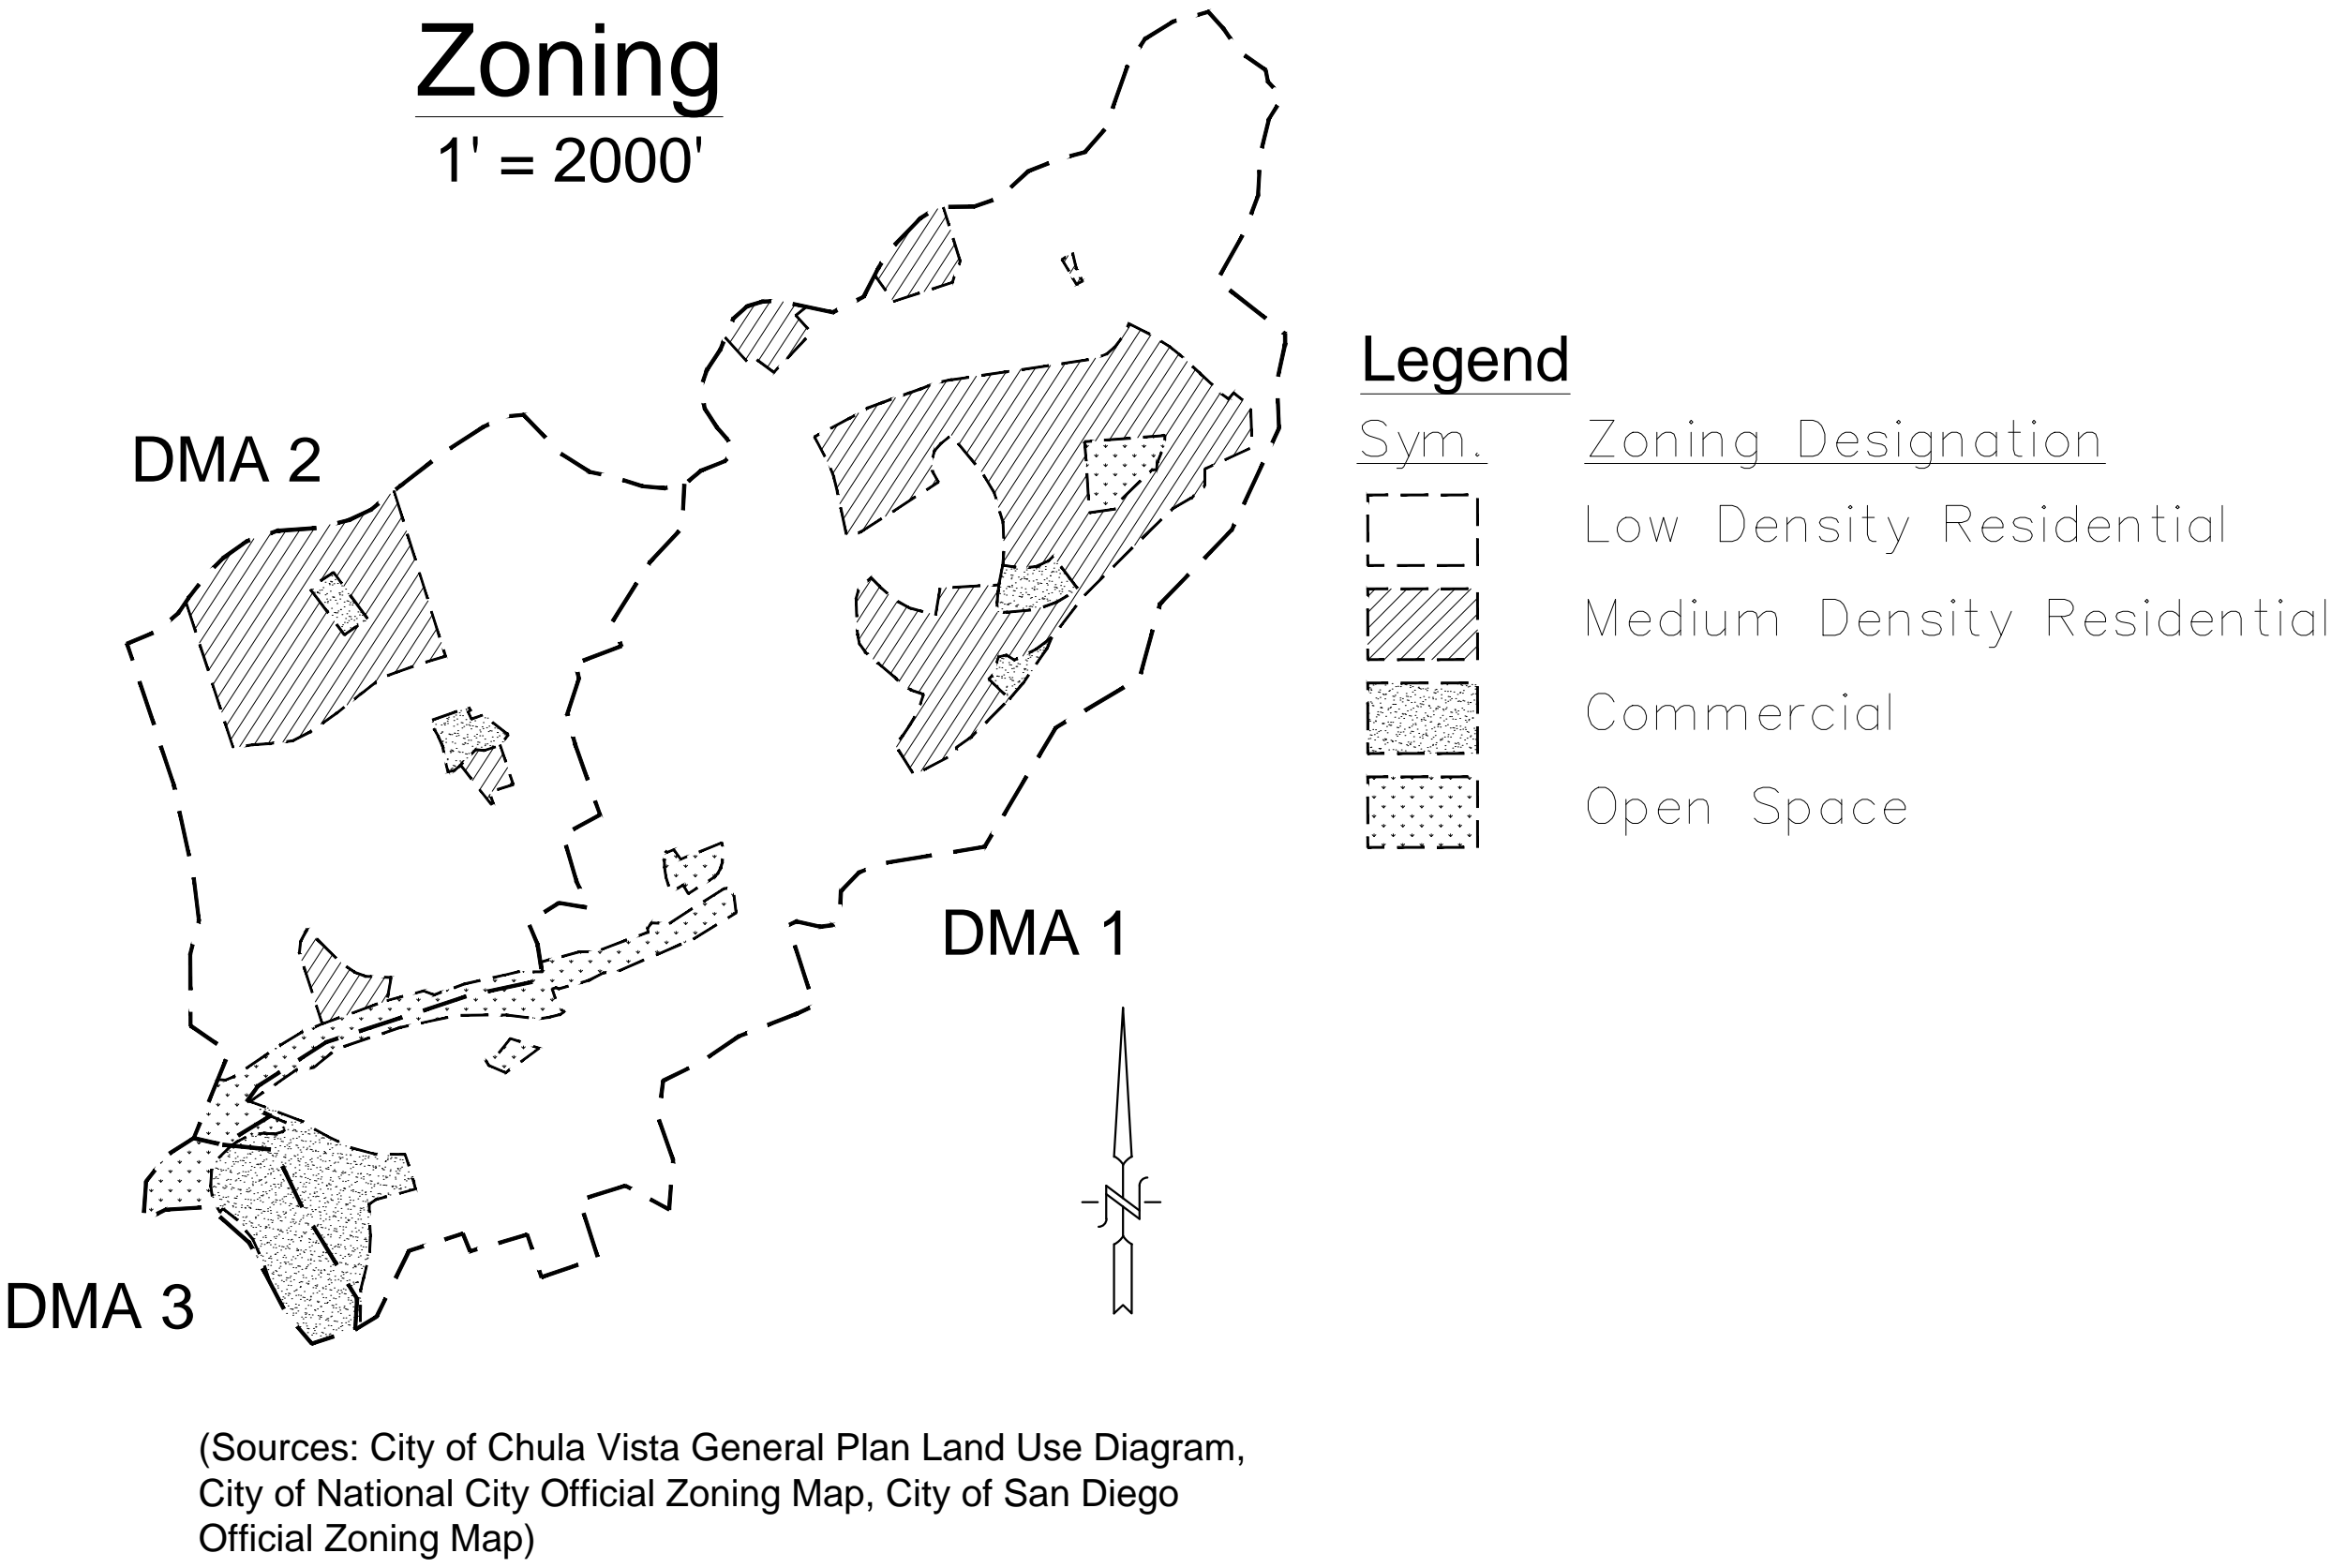 Zoning
1' = 2000'
DMA 2
Legend
Sym. Zoning Designation
Low Density Residential
Medium Density Residential
Commercial
Open Space
DMA 1
N
DMA 3
(Sources: City of Chula Vista General Plan Land Use Diagram,
City of National City Official Zoning Map, City of San Diego
Official Zoning Map)